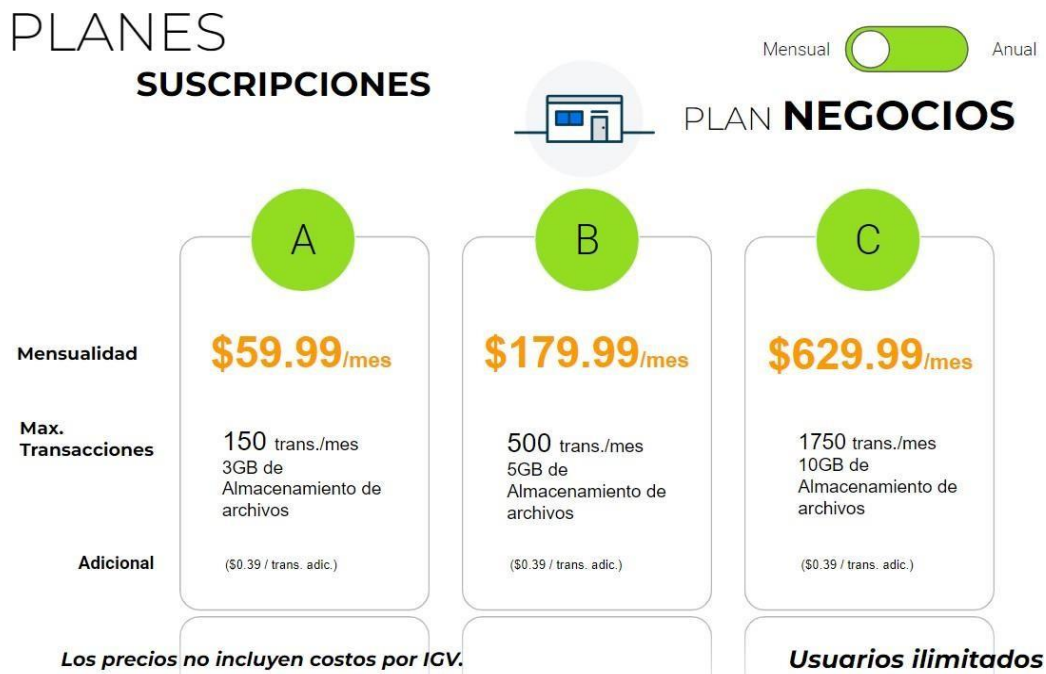 PLANES
SUSCRIPCIONES
Mensual
Anual
PLAN NEGOCIOS
A
B
C
Mensualidad
$59.99/mes
$179.99/mes
$629.99/mes
Max.
Transacciones
150 trans./mes
3GB de
Almacenamiento de
archivos
500 trans./mes
5GB de
Almacenamiento de
archivos
1750 trans./mes
10GB de
Almacenamiento de
archivos
Adicional
($0.39 / trans. adic.)
($0.39 / trans. adic.)
($0.39 / trans. adic.)
Los precios no incluyen costos por IGV.
Usuarios ilimitados